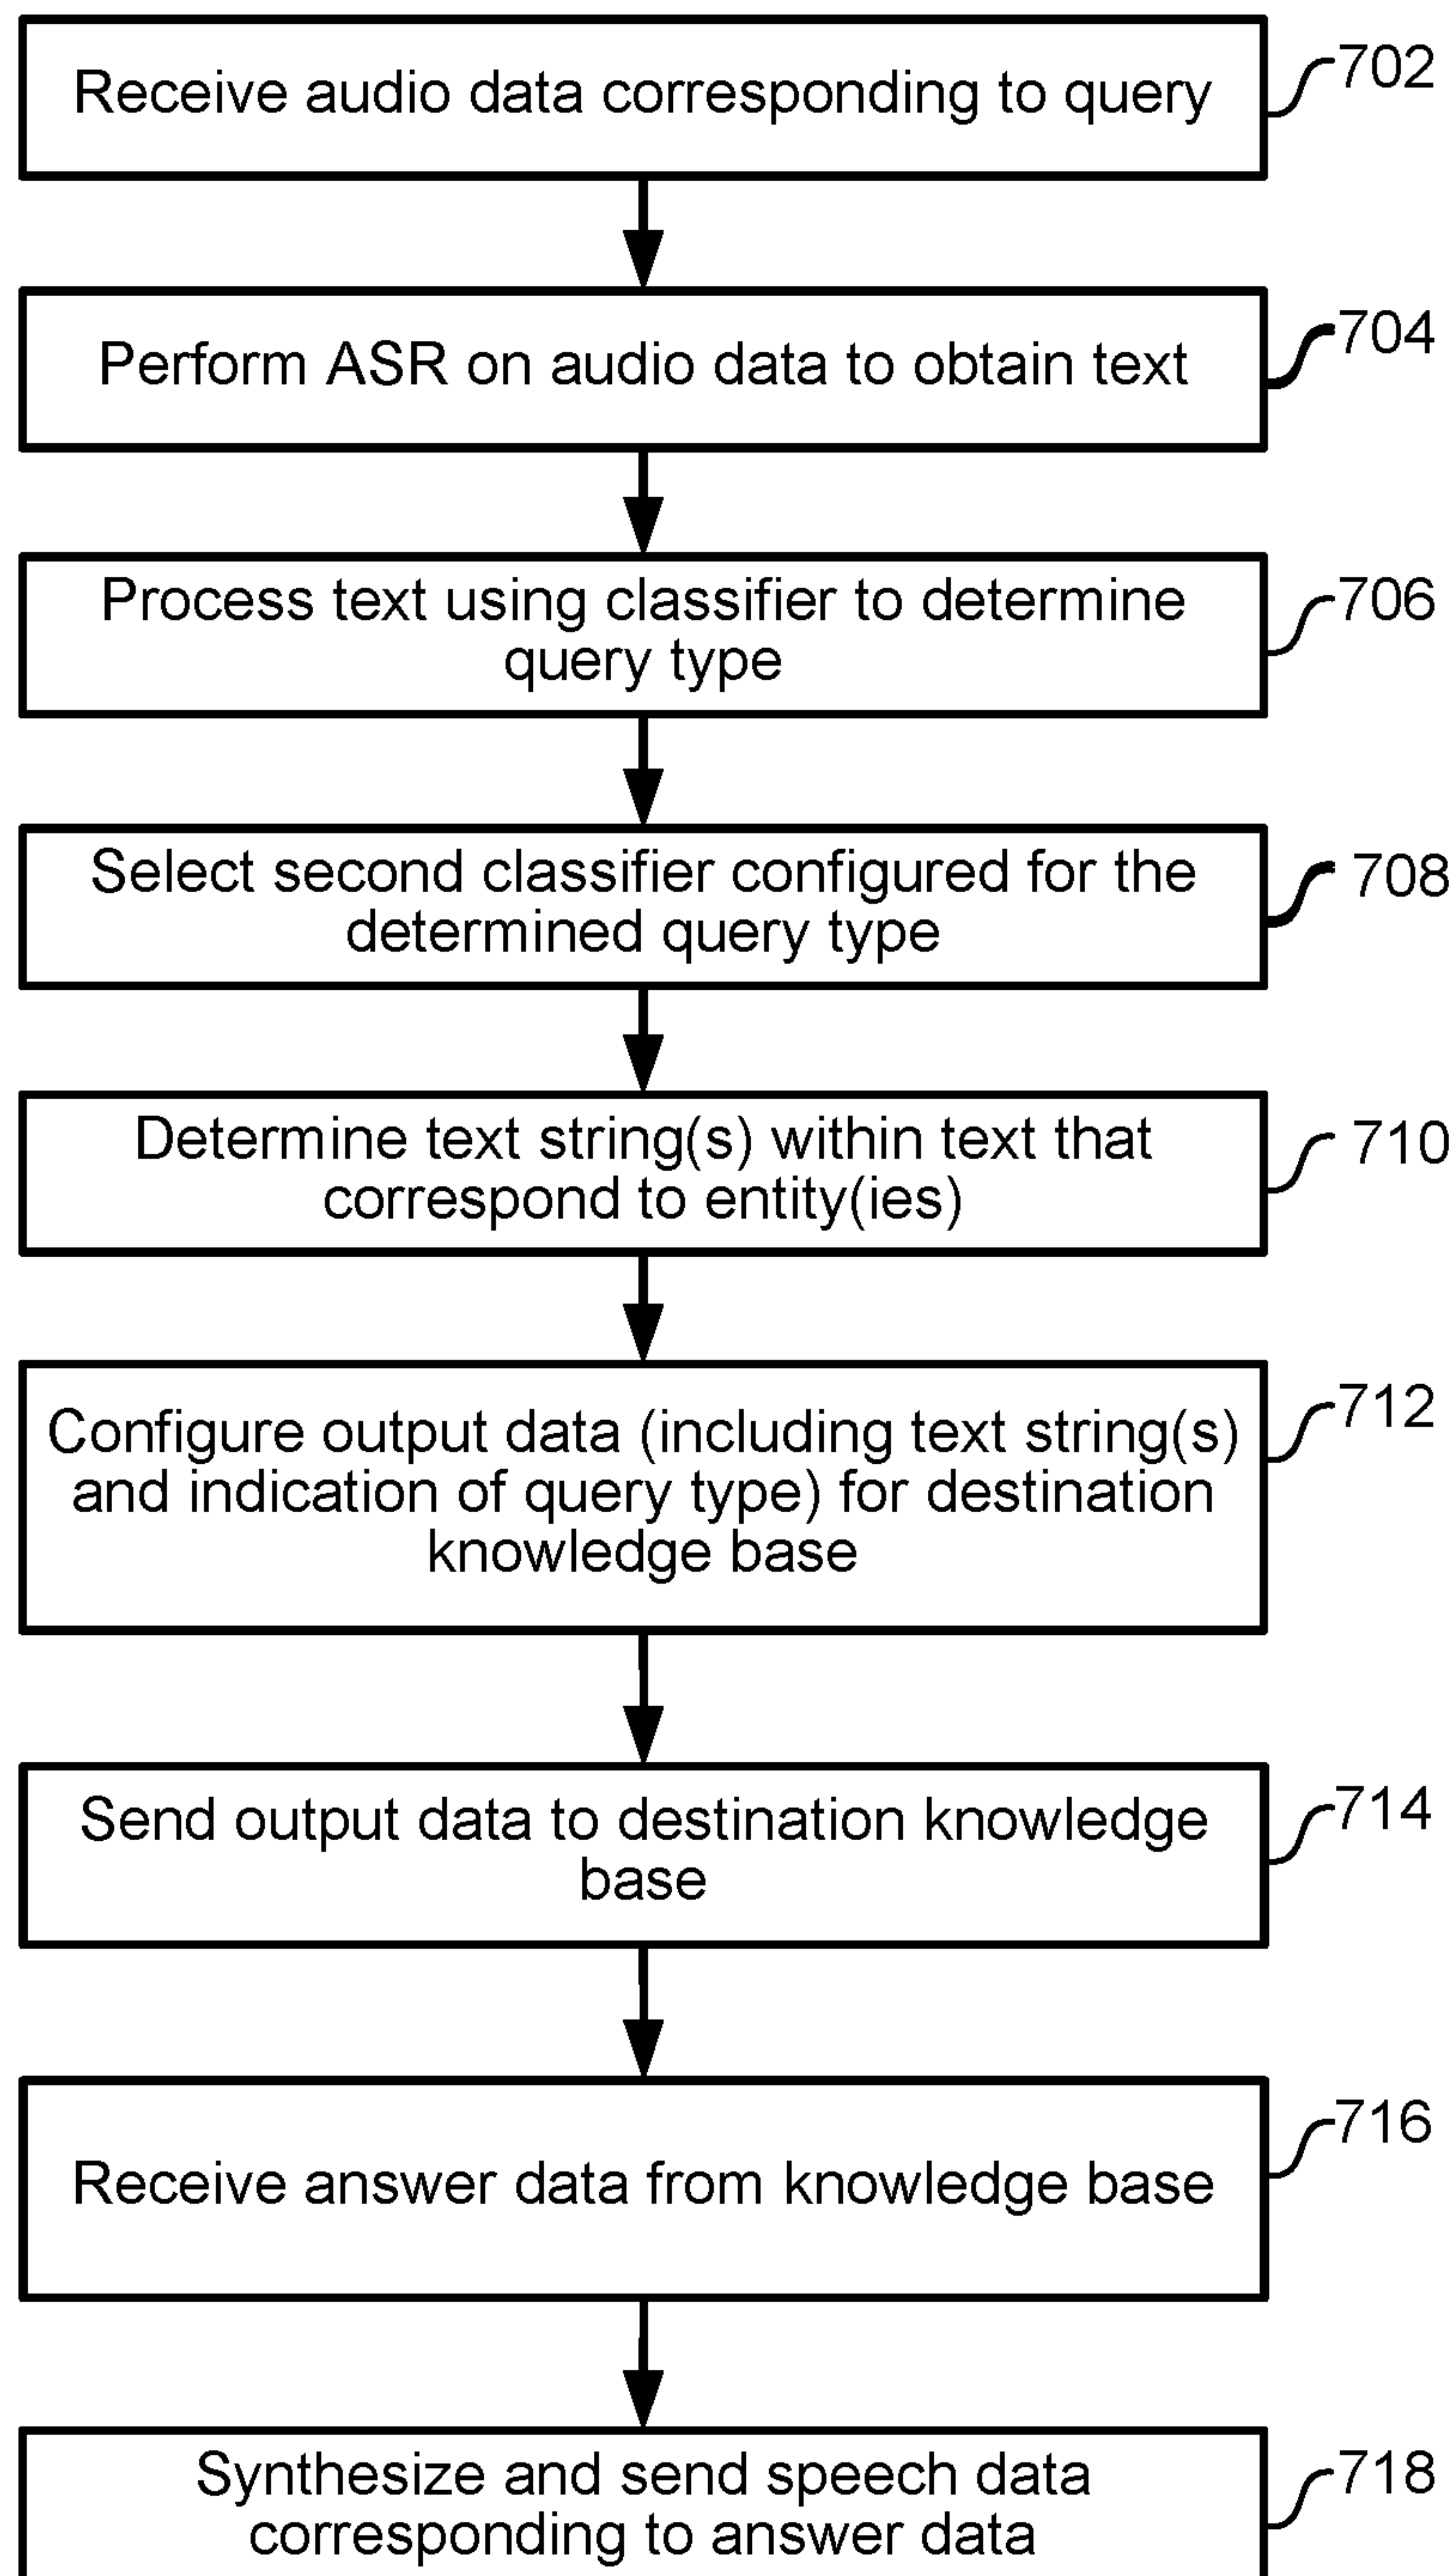 Receive audio data corresponding to query
702
Perform ASR on audio data to obtain text
704
Process text using classifier to determine
query type
706
Select second classifier configured for the
determined query type
708
Determine text string(s) within text that
correspond to entity(ies)
710
Configure output data (including text string(s)
and indication of query type) for destination
knowledge base
712
Send output data to destination knowledge
base
714
Receive answer data from knowledge base
716
Synthesize and send speech data
corresponding to answer data
718